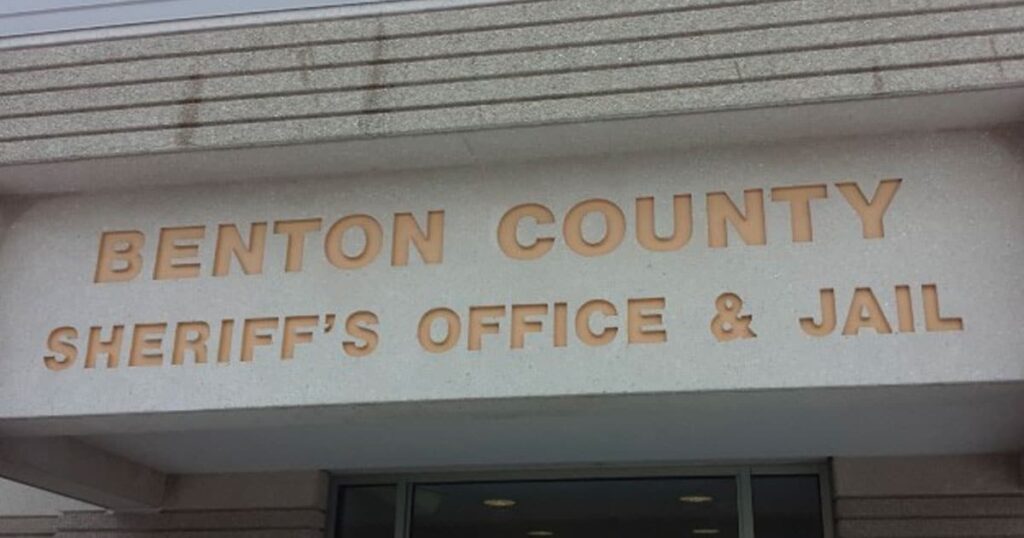 BENTON COUNTY
SHERIFF'S OFFICE & JAIL